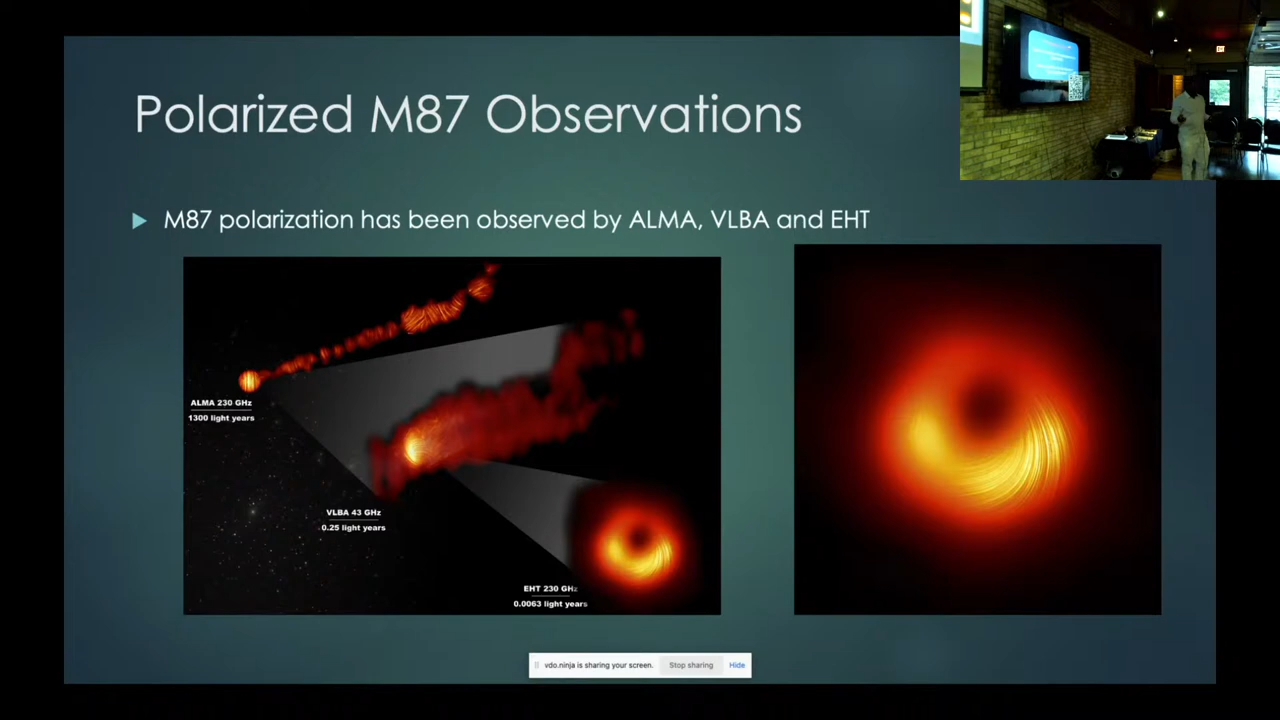 Polarized M87 Observations
M87 polarization has been observed by ALMA, VLBA and EHT
ALMA 230 GHz
1300 light years
VLBA 43 GHz
0.25 light years
EHT 230 GHz
0.0063 light years
vdo.ninja is sharing your screen.
Stop sharing
Hide